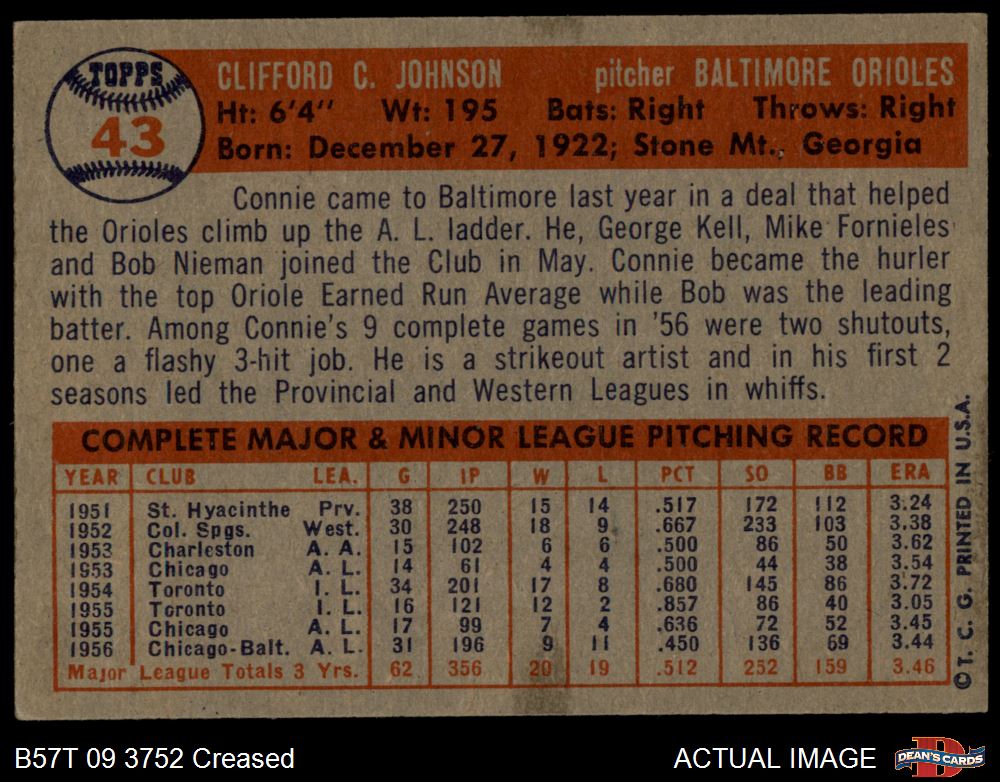 TOPPS
43
CLIFFORD C. JOHNSON pitcher BALTIMORE ORIOLES
Ht: 6'4" Wt: 195 Bats: Right Throws: Right
Born: December 27, 1922; Stone Mt., Georgia
Connie came to Baltimore last year in a deal that helped
the Orioles climb up the A. L. ladder. He, George Kell, Mike Fornieles
and Bob Nieman joined the Club in May. Connie became the hurler
with the top Oriole Earned Run Average while Bob was the leading
batter. Among Connie's 9 complete games in '56 were two shutouts,
one a flashy 3-hit job. He is a strikeout artist and in his first 2
seasons led the Provincial and Western Leagues in whiffs.
COMPLETE MAJOR & MINOR LEAGUE PITCHING RECORD
YEAR CLUB LEA. G IP W L PCT SO BB ERA
1951 St. Hyacinthe Prv. 38 250 15 14 .517 172 112 3.24
1952 Col. Spgs. West. 30 248 18 9 .667 233 103 3.38
1953 Charleston A. A. 15 102 6 6 .500 86 50 3.62
1953 Chicago A. L. 14 61 4 4 .500 44 38 3.54
1954 Toronto I. L. 34 201 17 8 .680 145 86 3.72
1955 Toronto I. L. 16 121 12 2 .857 86 40 3.05
1955 Chicago A. L. 17 99 7 4 .636 72 52 3.45
1956 Chicago-Balt. A. L. 31 196 9 11 .450 136 69 3.44
Major League Totals 3 Yrs. 62 356 20 19 .512 252 159 3.46
© T. C. G. PRINTED IN U.S.A.
B57T 09 3752 Creased
ACTUAL IMAGE
DEAN'S CARDS